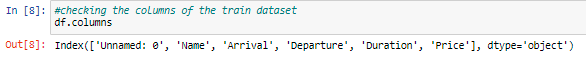 In [8]: #checking the columns of the train dataset
df.columns
Out[8]: Index(['Unnamed: 0', 'Name', 'Arrival', 'Departure', 'Duration', 'Price'], dtype='object')